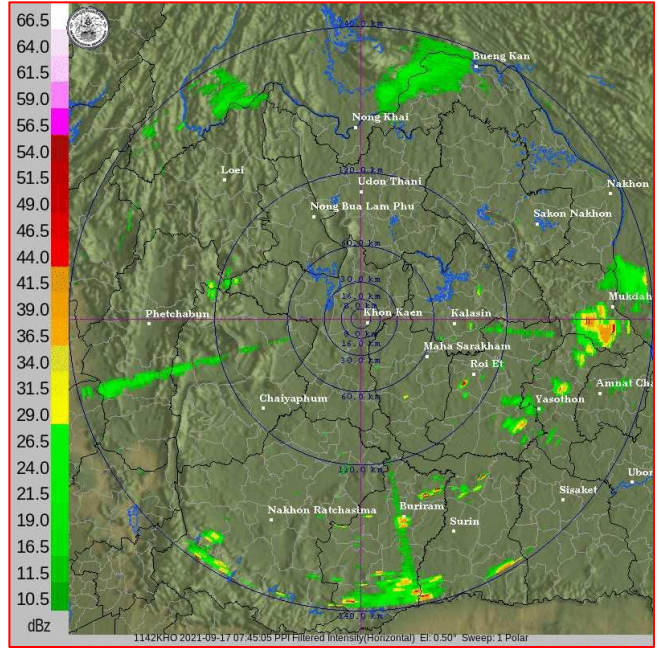 66.5
64.0
61.5
59.0
56.5
54.0
51.5
49.0
46.5
44.0
41.5
39.0
36.5
34.0
31.5
29.0
26.5
24.0
21.5
19.0
16.5
11.5
10.5
dBz
Bueng Kan
Nong Khai
Loei
Udon Thani
Nakhon
Nong Bua Lam Phu
Sakon Nakhon
Mukdah
Phetchabun
Khon Kaen
Kalasin
Maha Sarakham
Roi Et
Amnat Cha
Chaiyaphum
Yasothon
Ubon
Sisaket
Nakhon Ratchasima
Buriram
Surin
1142KHO 2021-09-17 07:45:05 PPI Filtered Intensity(Horizontal) El: 0.50° Sweep: 1 Polar